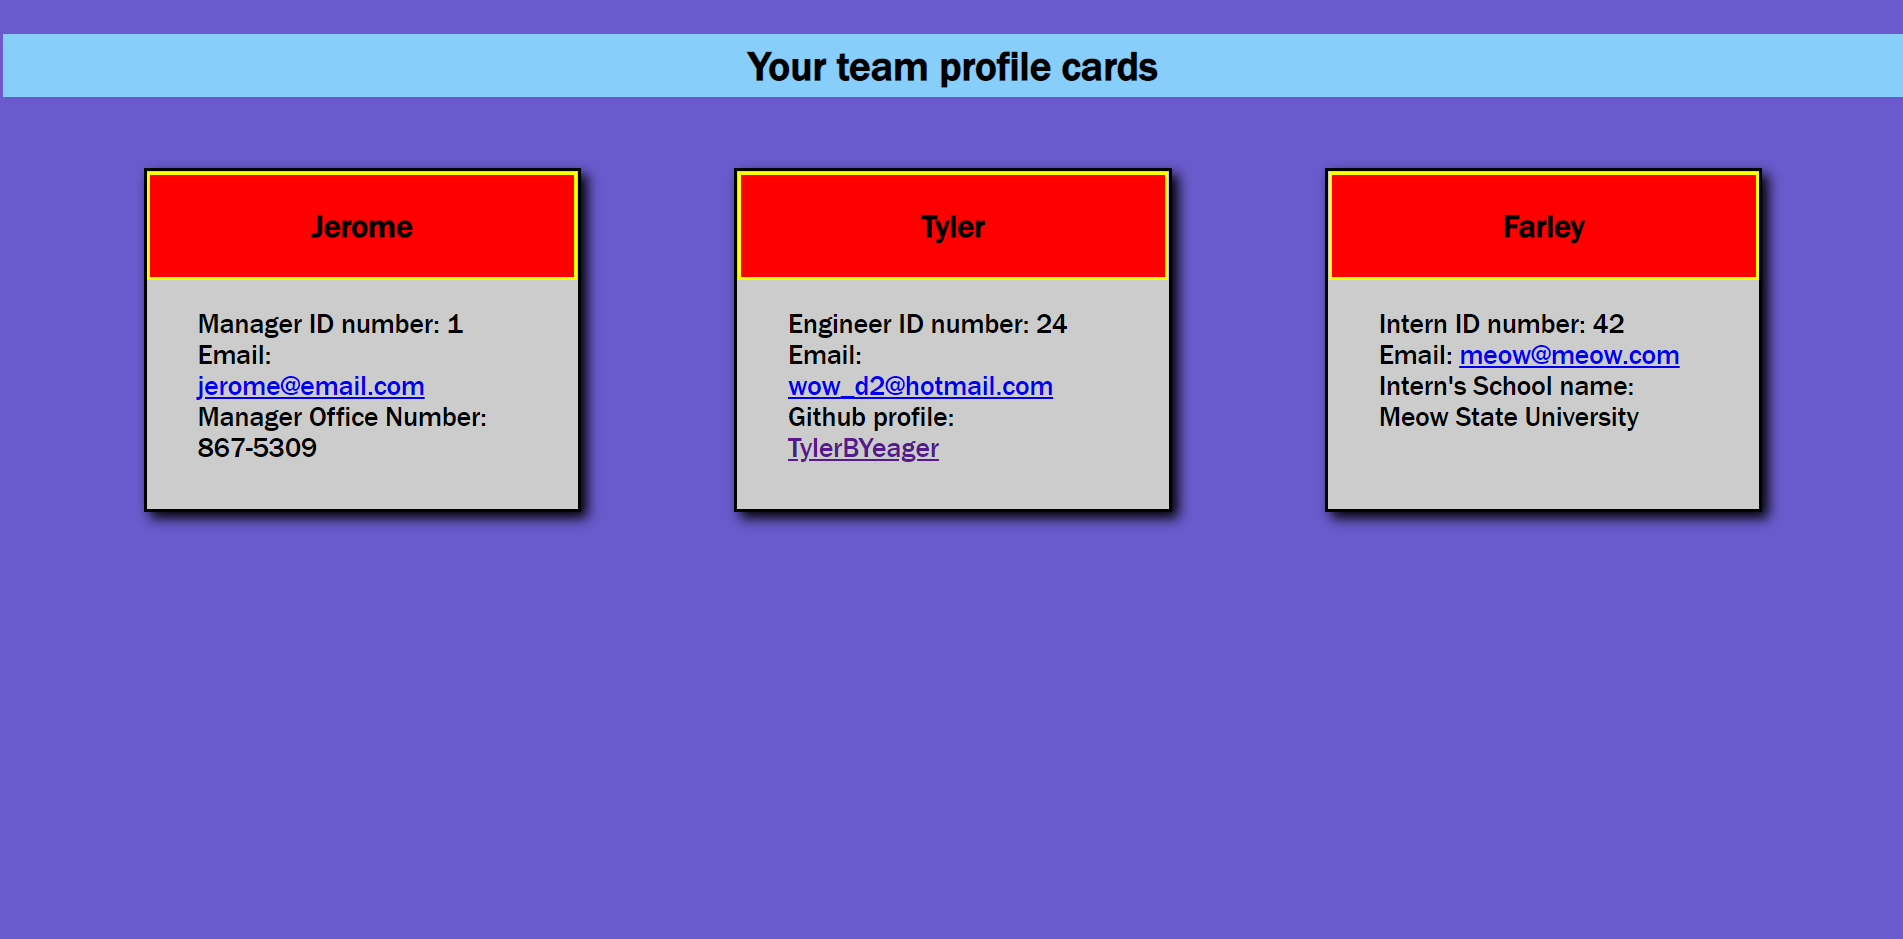 Your team profile cards
Jerome
Manager ID number: 1
Email:
jerome@email.com
Manager Office Number:
867-5309
Tyler
Engineer ID number: 24
Email:
wow_d2@hotmail.com
Github profile:
TylerBYeager
Farley
Intern ID number: 42
Email: meow@meow.com
Intern's School name:
Meow State University